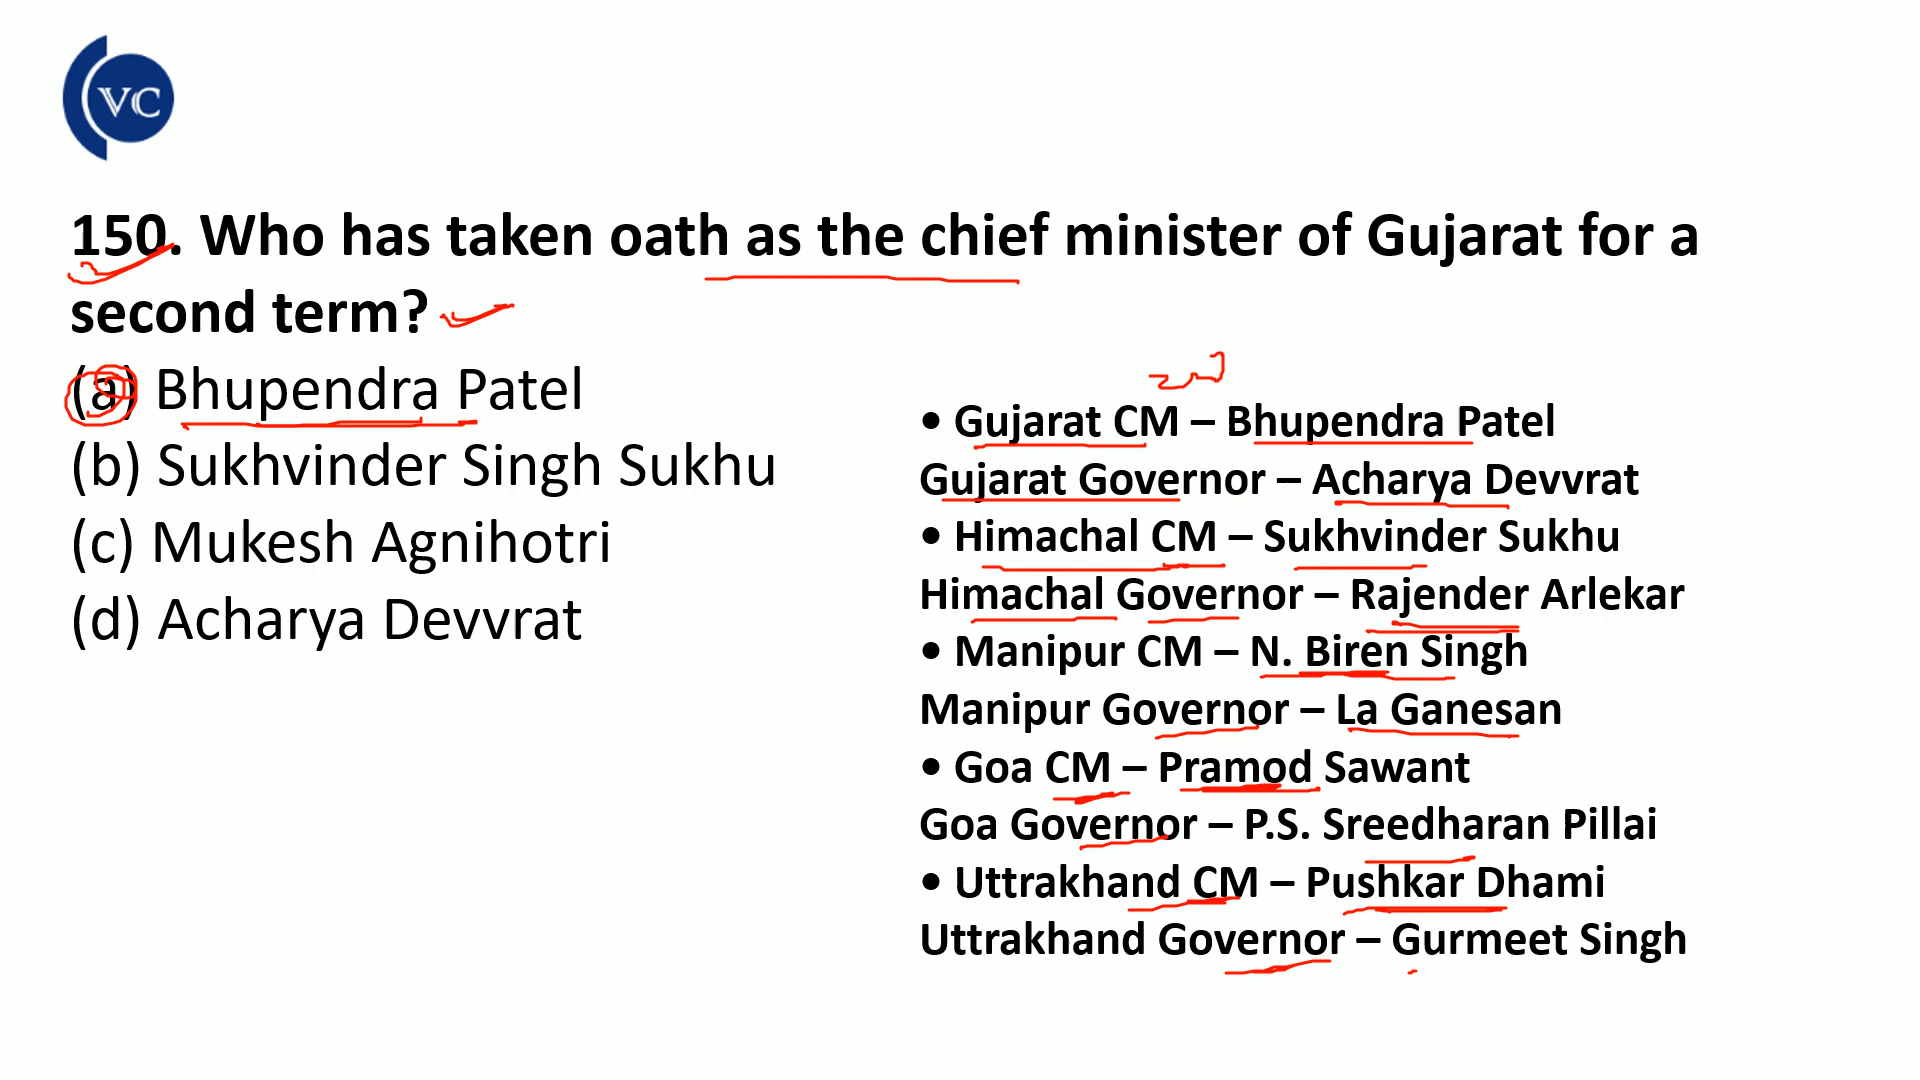 VC
150. Who has taken oath as the chief minister of Gujarat for a
second term?
(a) Bhupendra Patel
(b) Sukhvinder Singh Sukhu
(c) Mukesh Agnihotri
(d) Acharya Devvrat
• Gujarat CM – Bhupendra Patel
Gujarat Governor – Acharya Devvrat
• Himachal CM – Sukhvinder Sukhu
Himachal Governor – Rajender Arlekar
• Manipur CM – N. Biren Singh
Manipur Governor – La Ganesan
• Goa CM – Pramod Sawant
Goa Governor – P.S. Sreedharan Pillai
• Uttrakhand CM – Pushkar Dhami
Uttrakhand Governor – Gurmeet Singh